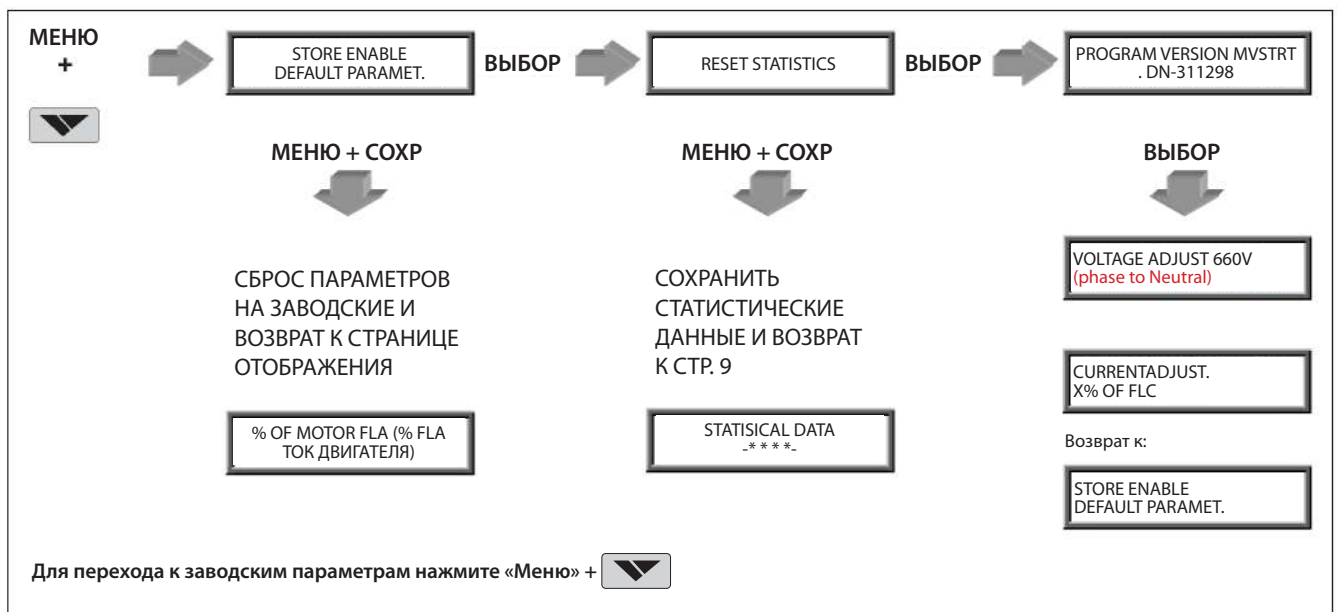 МЕНЮ
+
STORE ENABLE
DEFAULT PARAMET.
ВЫБОР
RESET STATISTICS
ВЫБОР
PROGRAM VERSION MVSTRT
. DN-311298
МЕНЮ + СОХР
МЕНЮ + СОХР
ВЫБОР
СБРОС ПАРАМЕТРОВ
НА ЗАВОДСКИЕ И
ВОЗВРАТ К СТРАНИЦЕ
ОТОБРАЖЕНИЯ
СОХРАНИТЬ
СТАТИСТИЧЕСКИЕ
ДАННЫЕ И ВОЗВРАТ
К СТР. 9
VOLTAGE ADJUST 660V
(phase to Neutral)
CURRENTADJUST.
X% OF FLC
Возврат к:
% OF MOTOR FLA (% FLA
ТОК ДВИГАТЕЛЯ)
STATISICAL DATA
-* * * *-
STORE ENABLE
DEFAULT PARAMET.
Для перехода к заводским параметрам нажмите «Меню» +